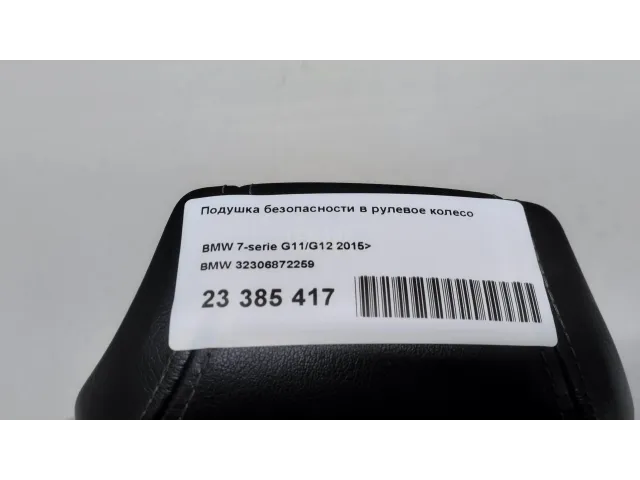 Подушка безопасности в рулевое колесо
BMW 7-serie G11/G12 2015>
BMW 32306872259
23 385 417